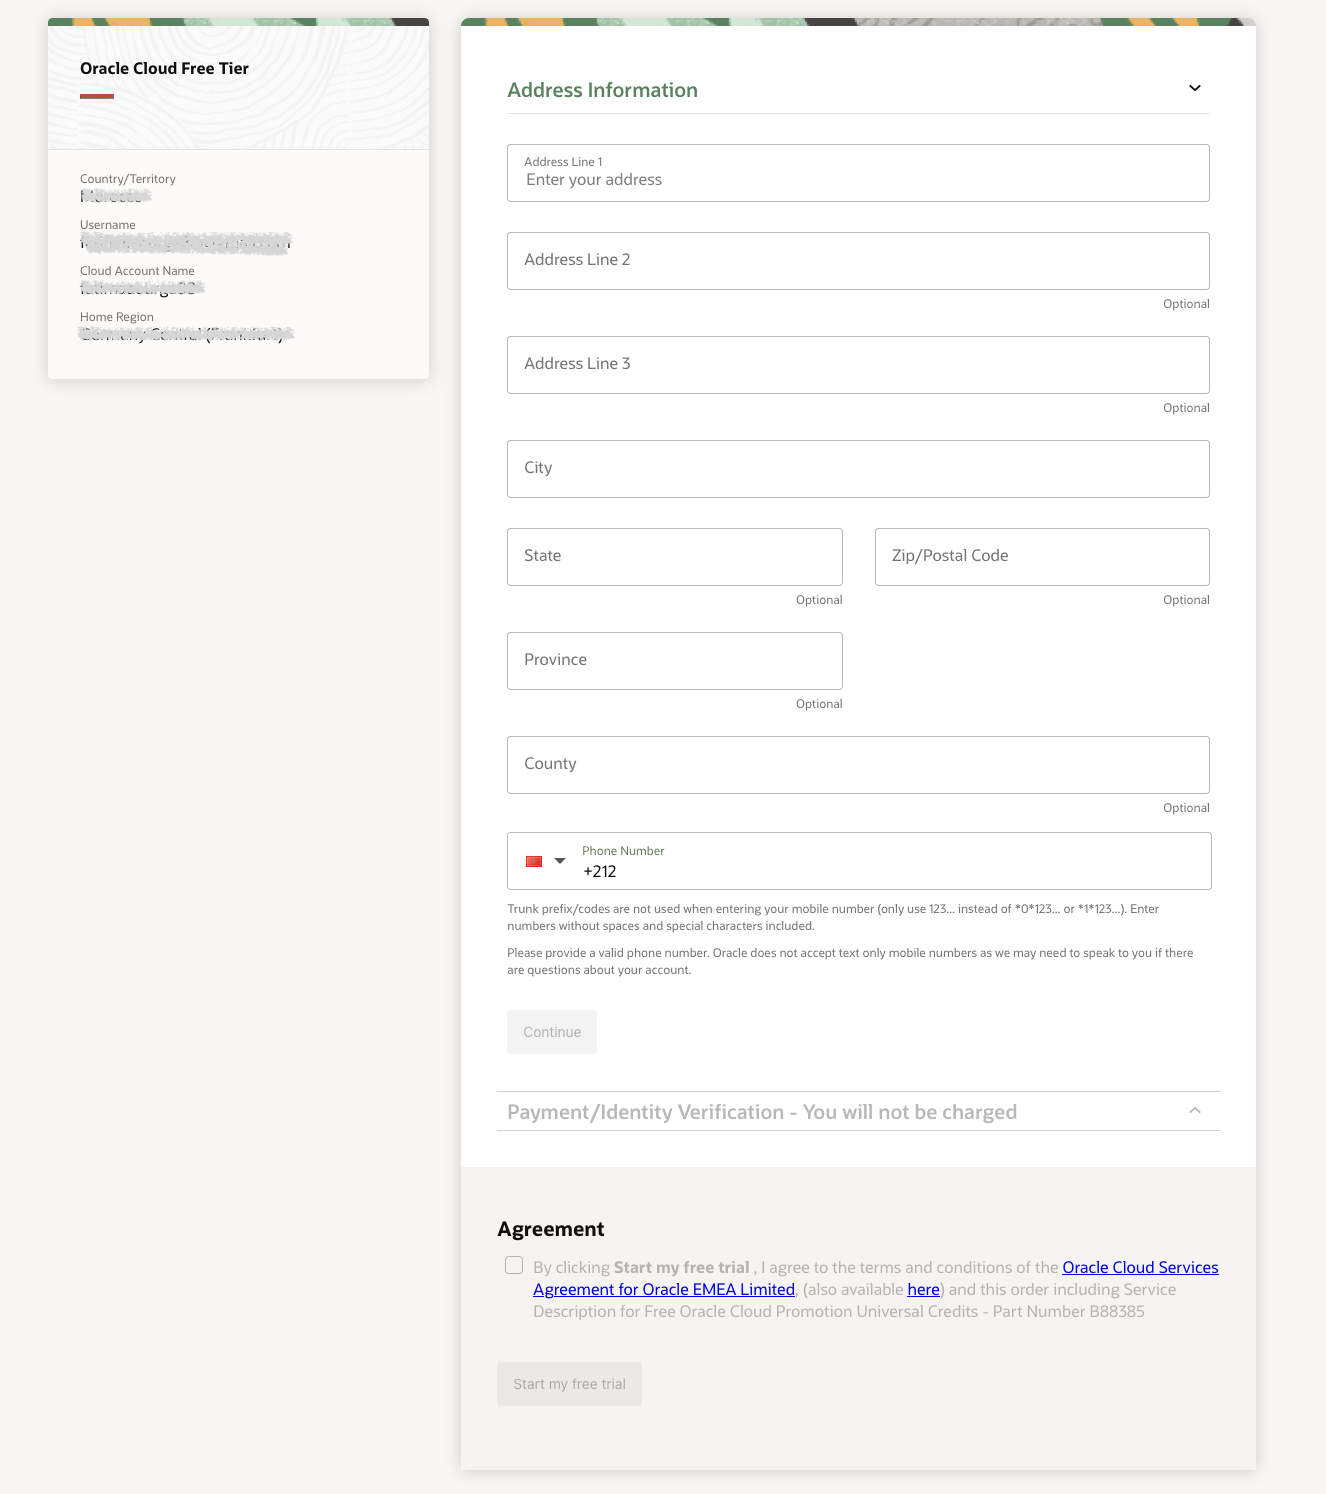 Oracle Cloud Free Tier
Country/Territory
Username
Cloud Account Name
Home Region
Address Information
Address Line 1
Enter your address
Address Line 2
Optional
Address Line 3
Optional
City
State
Zip/Postal Code
Optional
Optional
Province
Optional
County
Optional
Phone Number
+212
Trunk prefix/codes are not used when entering your mobile number (only use 123... instead of *0*123... or *1*123...). Enter
numbers without spaces and special characters included.
Please provide a valid phone number. Oracle does not accept text only mobile numbers as we may need to speak to you if there
are questions about your account.
Continue
Payment/Identity Verification - You will not be charged
Agreement
By clicking Start my free trial , I agree to the terms and conditions of the Oracle Cloud Services
Agreement for Oracle EMEA Limited. (also available here) and this order including Service
Description for Free Oracle Cloud Promotion Universal Credits - Part Number B88385
Start my free trial